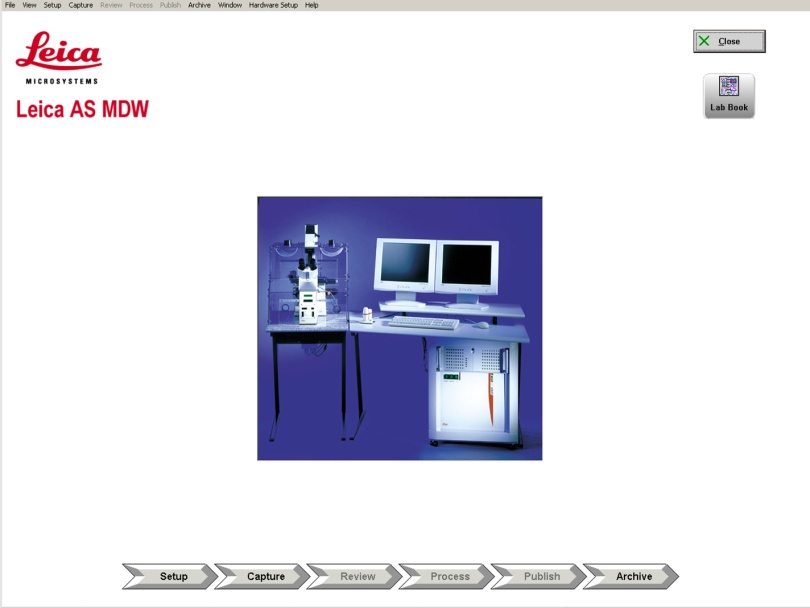 File View Setup Capture Review Process Publish Archive Window Hardware Setup Help
Leica
MICROSYSTEMS
Leica AS MDW
Close
Lab Book
Setup Capture Review Process Publish Archive